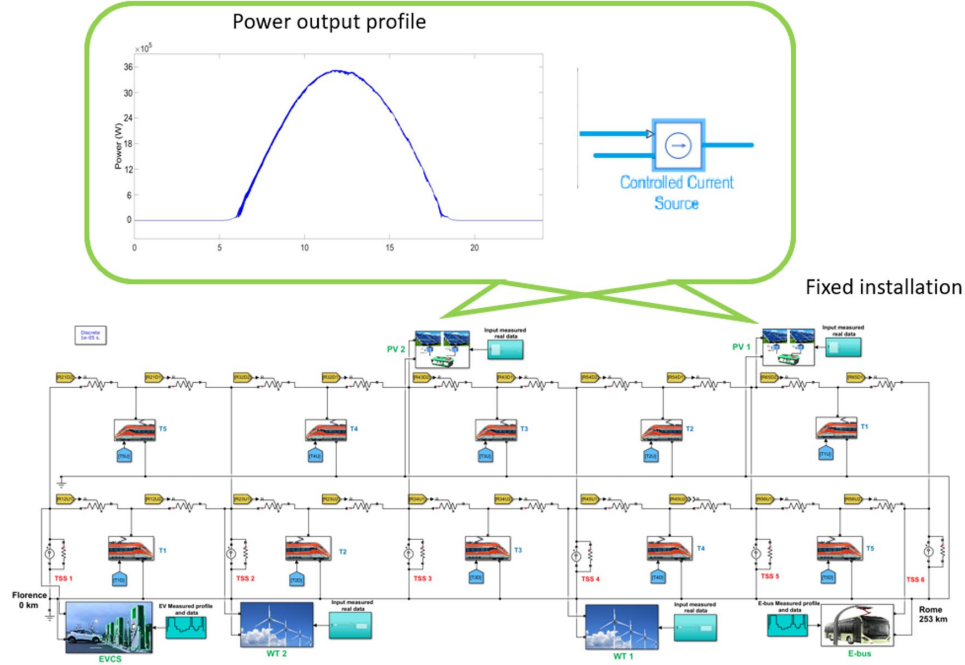 Power output profile
×10⁵
36
30
24
18
12
6
0
Power (W)
0
5
10
15
20
Controlled Current
Source
Fixed installation
Discrete
1e-05 s.
PV 2
Input measured
real data
PV 1
Input measured
real data
T5
T4
T3
T2
T1
T1
T2
T3
T4
T5
TSS 1
TSS 2
TSS 3
TSS 4
TSS 5
TSS 6
Florence
0 km
EV Measured profile
and data
EVCS
WT 2
Input measured
real data
WT 1
Input measured
real data
E-bus Measured profile
and data
E-bus
Rome
253 km